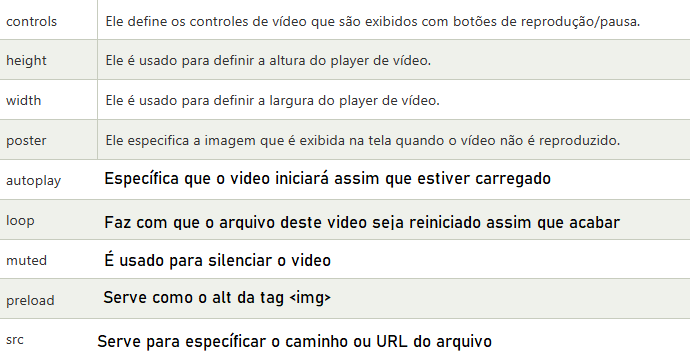 controls Ele define os controles de vídeo que são exibidos com botões de reprodução/pausa.
height Ele é usado para definir a altura do player de vídeo.
width Ele é usado para definir a largura do player de vídeo.
poster Ele especifica a imagem que é exibida na tela quando o vídeo não é reproduzido.
autoplay Específica que o video iniciará assim que estiver carregado
loop Faz com que o arquivo deste video seja reiniciado assim que acabar
muted É usado para silenciar o video
preload Serve como o alt da tag <img>
src Serve para específicar o caminho ou URL do arquivo